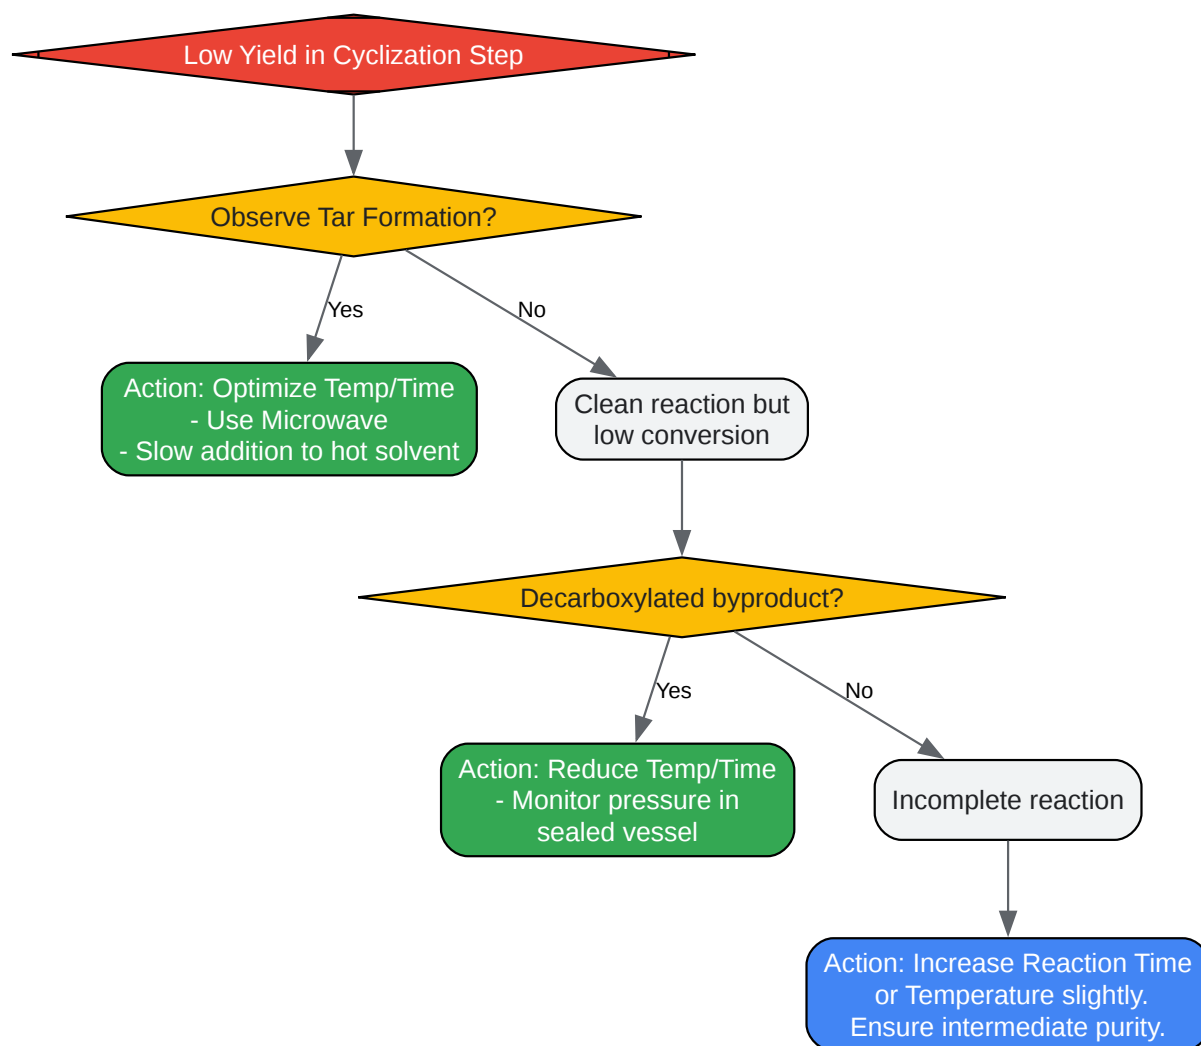 Low Yield in Cyclization Step
Observe Tar Formation?
Yes
No
Action: Optimize Temp/Time
- Use Microwave
- Slow addition to hot solvent
Clean reaction but
low conversion
Decarboxylated byproduct?
Yes
No
Action: Reduce Temp/Time
- Monitor pressure in
sealed vessel
Incomplete reaction
Action: Increase Reaction Time
or Temperature slightly.
Ensure intermediate purity.